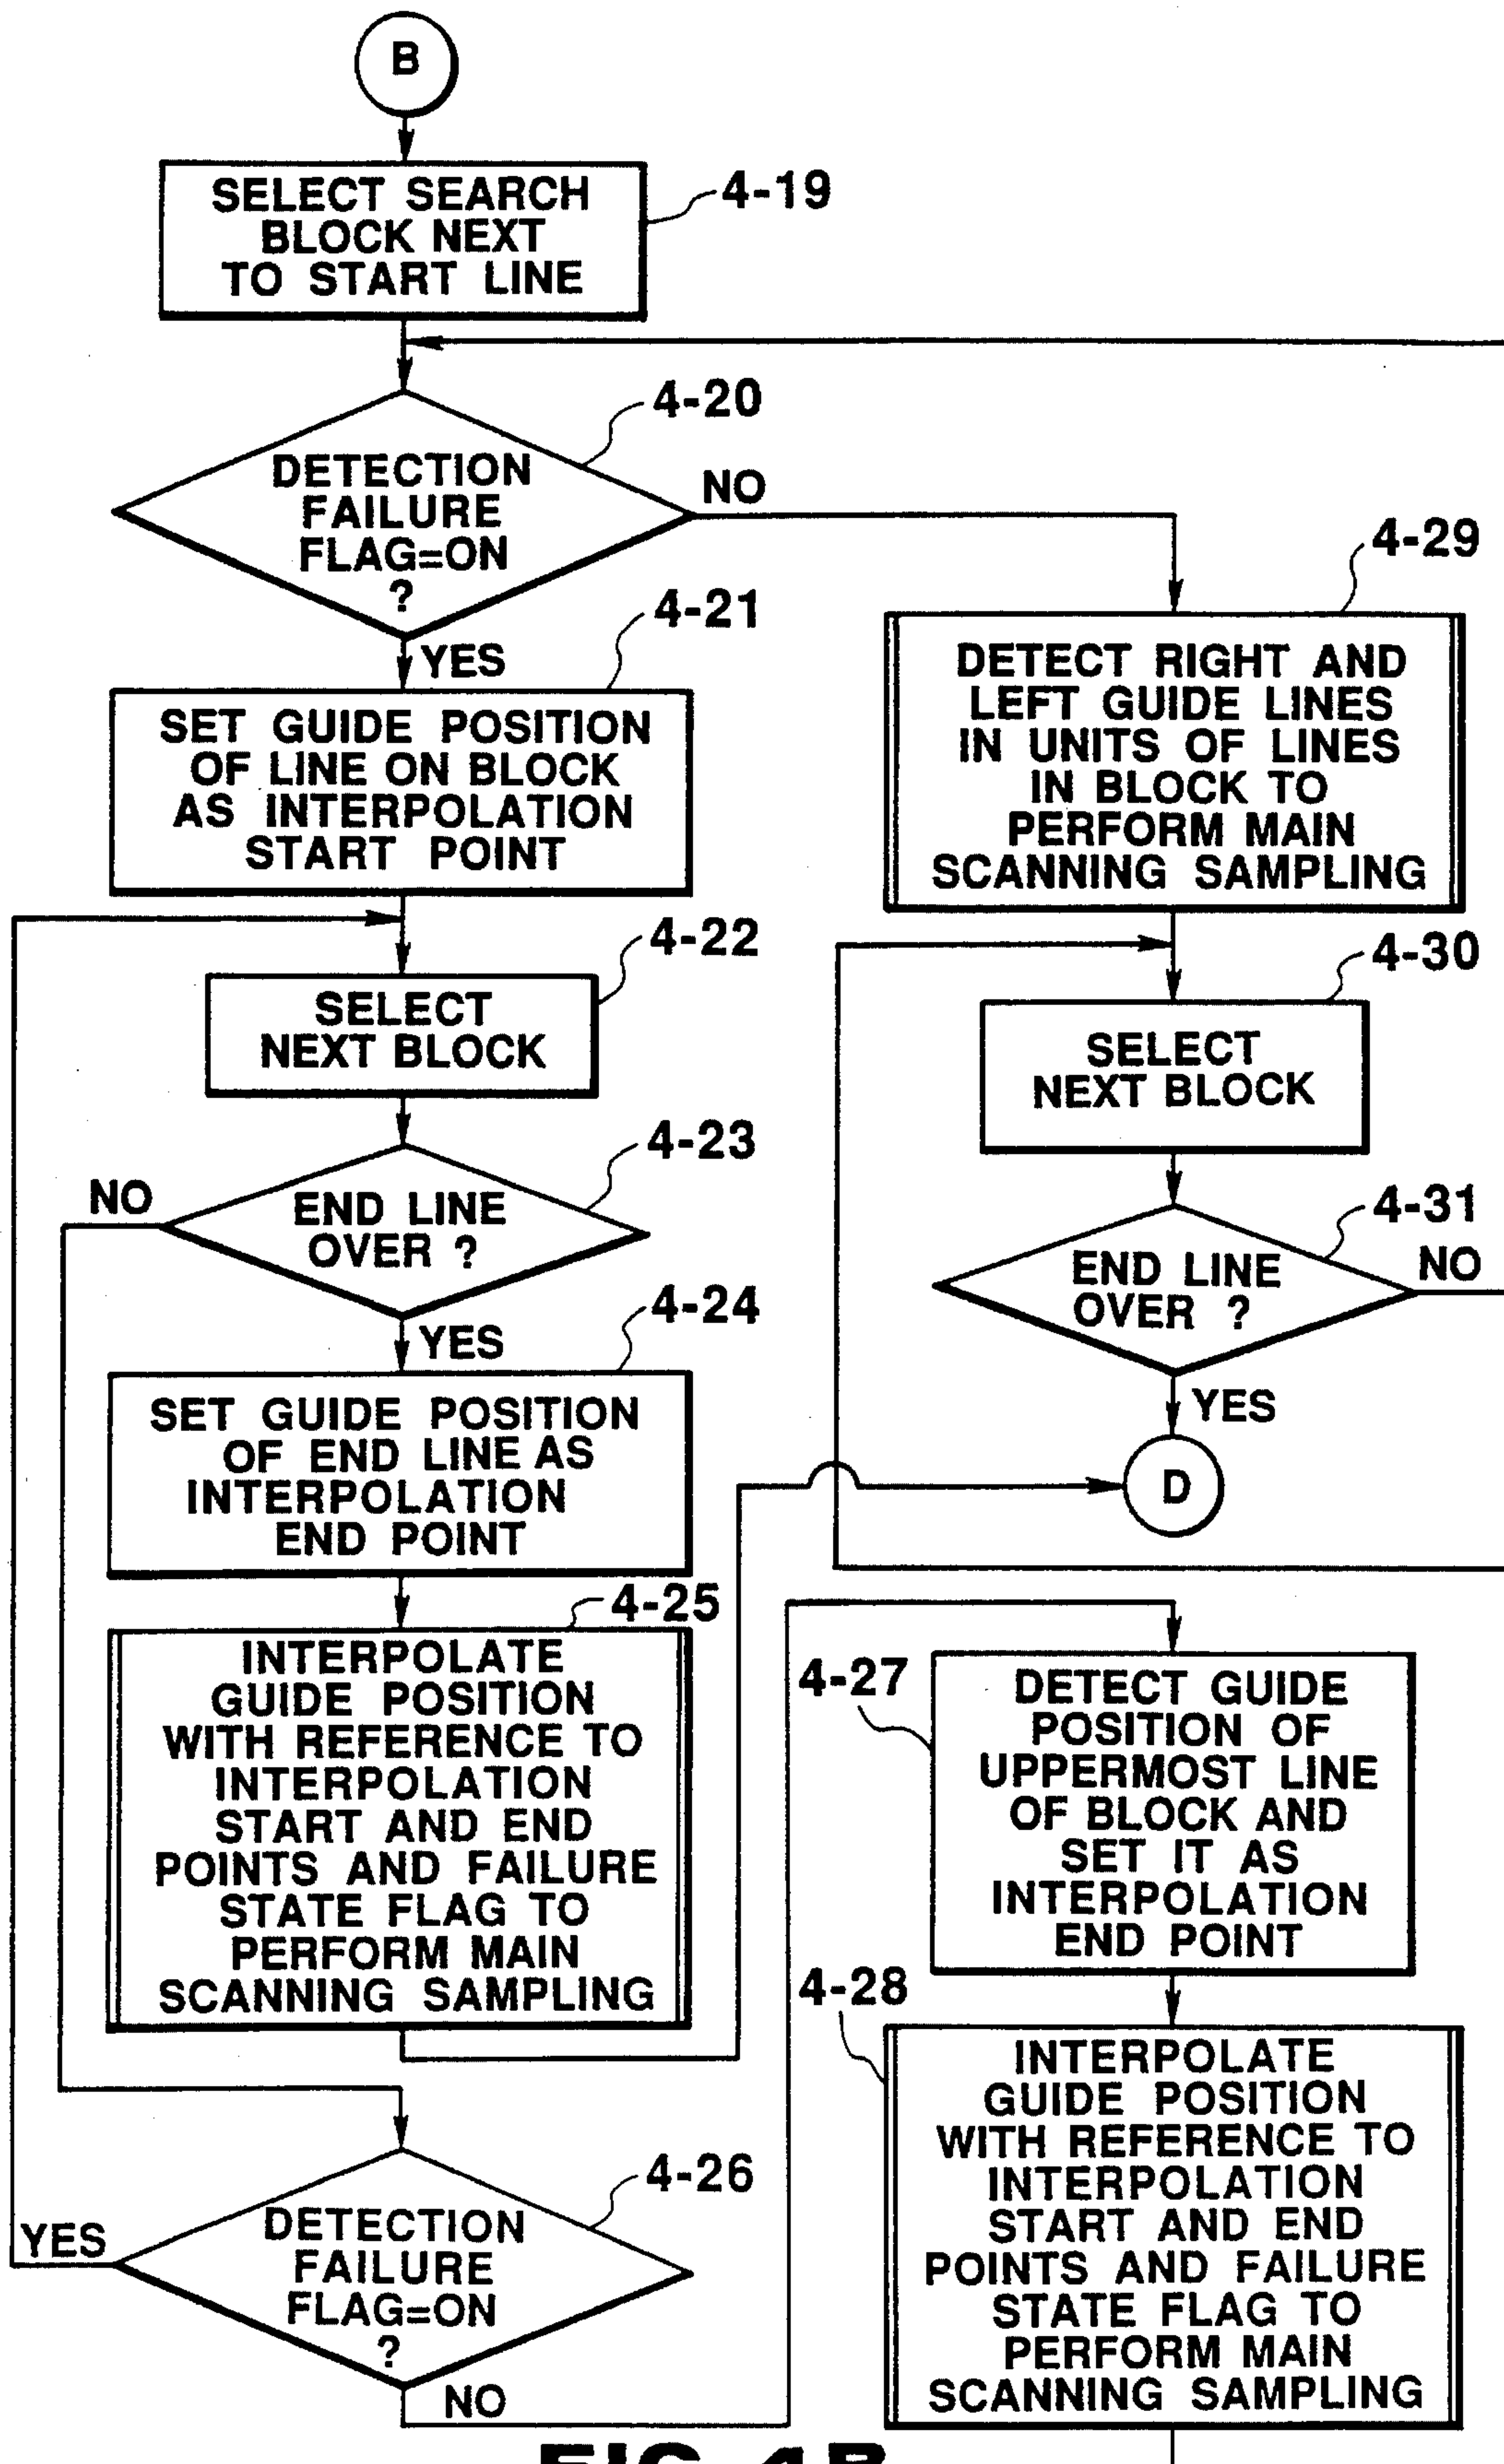 B
SELECT SEARCH
BLOCK NEXT
TO START LINE
4-19
4-20
DETECTION
FAILURE
FLAG=ON
?
NO
YES
4-21
SET GUIDE POSITION
OF LINE ON BLOCK
AS INTERPOLATION
START POINT
4-22
SELECT
NEXT BLOCK
4-23
END LINE
OVER ?
NO
YES
4-24
SET GUIDE POSITION
OF END LINE AS
INTERPOLATION
END POINT
4-25
INTERPOLATE
GUIDE POSITION
WITH REFERENCE TO
INTERPOLATION
START AND END
POINTS AND FAILURE
STATE FLAG TO
PERFORM MAIN
SCANNING SAMPLING
4-26
DETECTION
FAILURE
FLAG=ON
?
YES
NO
4-29
DETECT RIGHT AND
LEFT GUIDE LINES
IN UNITS OF LINES
IN BLOCK TO
PERFORM MAIN
SCANNING SAMPLING
4-30
SELECT
NEXT BLOCK
4-31
END LINE
OVER ?
NO
YES
D
4-27
DETECT GUIDE
POSITION OF
UPPERMOST LINE
OF BLOCK AND
SET IT AS
INTERPOLATION
END POINT
4-28
INTERPOLATE
GUIDE POSITION
WITH REFERENCE TO
INTERPOLATION
START AND END
POINTS AND FAILURE
STATE FLAG TO
PERFORM MAIN
SCANNING SAMPLING